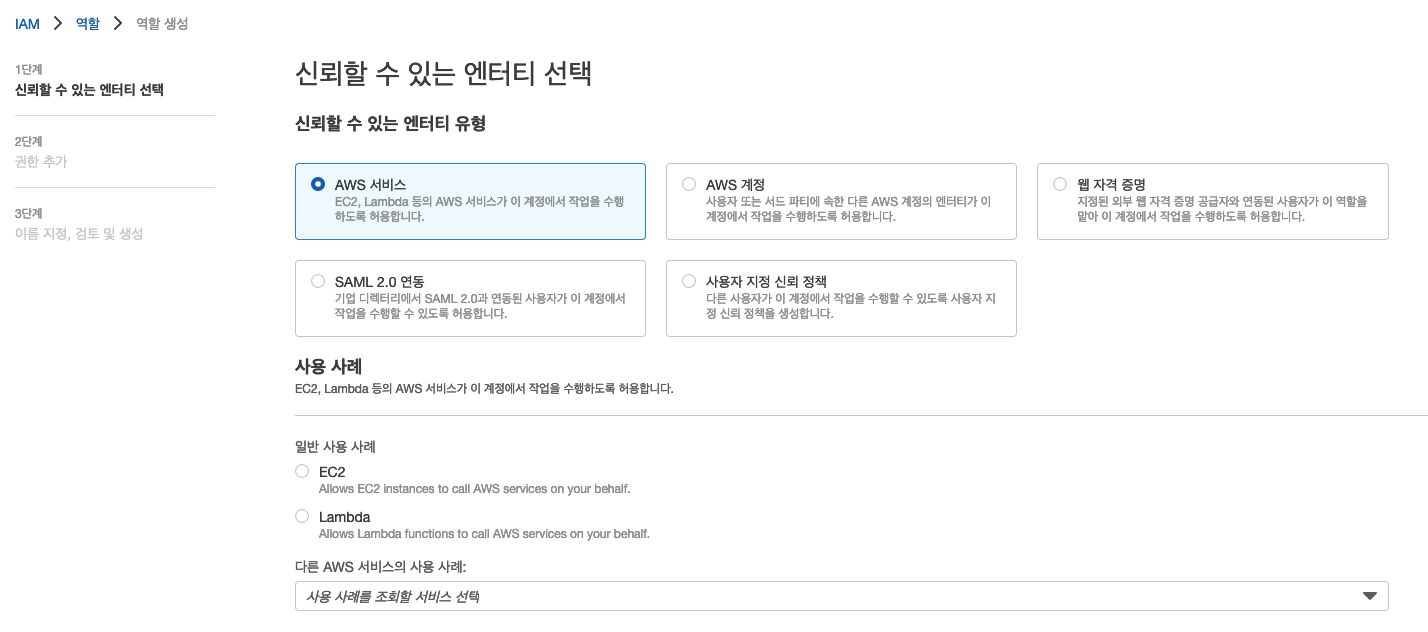 IAM > 역할 > 역할 생성
1단계
신뢰할 수 있는 엔터티 선택
2단계
권한 추가
3단계
이름 지정, 검토 및 생성
신뢰할 수 있는 엔터티 선택
신뢰할 수 있는 엔터티 유형
AWS 서비스
EC2, Lambda 등의 AWS 서비스가 이 계정에서 작업을 수행
하도록 허용합니다.
AWS 계정
사용자 또는 서드 파티에 속한 다른 AWS 계정의 엔터티가 이
계정에서 작업을 수행하도록 허용합니다.
웹 자격 증명
지정된 외부 웹 자격 증명 공급자와 연동된 사용자가 이 역할을
맡아 이 계정에서 작업을 수행하도록 허용합니다.
SAML 2.0 연동
기업 디렉터리에서 SAML 2.0과 연동된 사용자가 이 계정에서
작업을 수행할 수 있도록 허용합니다.
사용자 지정 신뢰 정책
다른 사용자가 이 계정에서 작업을 수행할 수 있도록 사용자 지
정 신뢰 정책을 생성합니다.
사용 사례
EC2, Lambda 등의 AWS 서비스가 이 계정에서 작업을 수행하도록 허용합니다.
일반 사용 사례
EC2
Allows EC2 instances to call AWS services on your behalf.
Lambda
Allows Lambda functions to call AWS services on your behalf.
다른 AWS 서비스의 사용 사례:
사용 사례를 조회할 서비스 선택